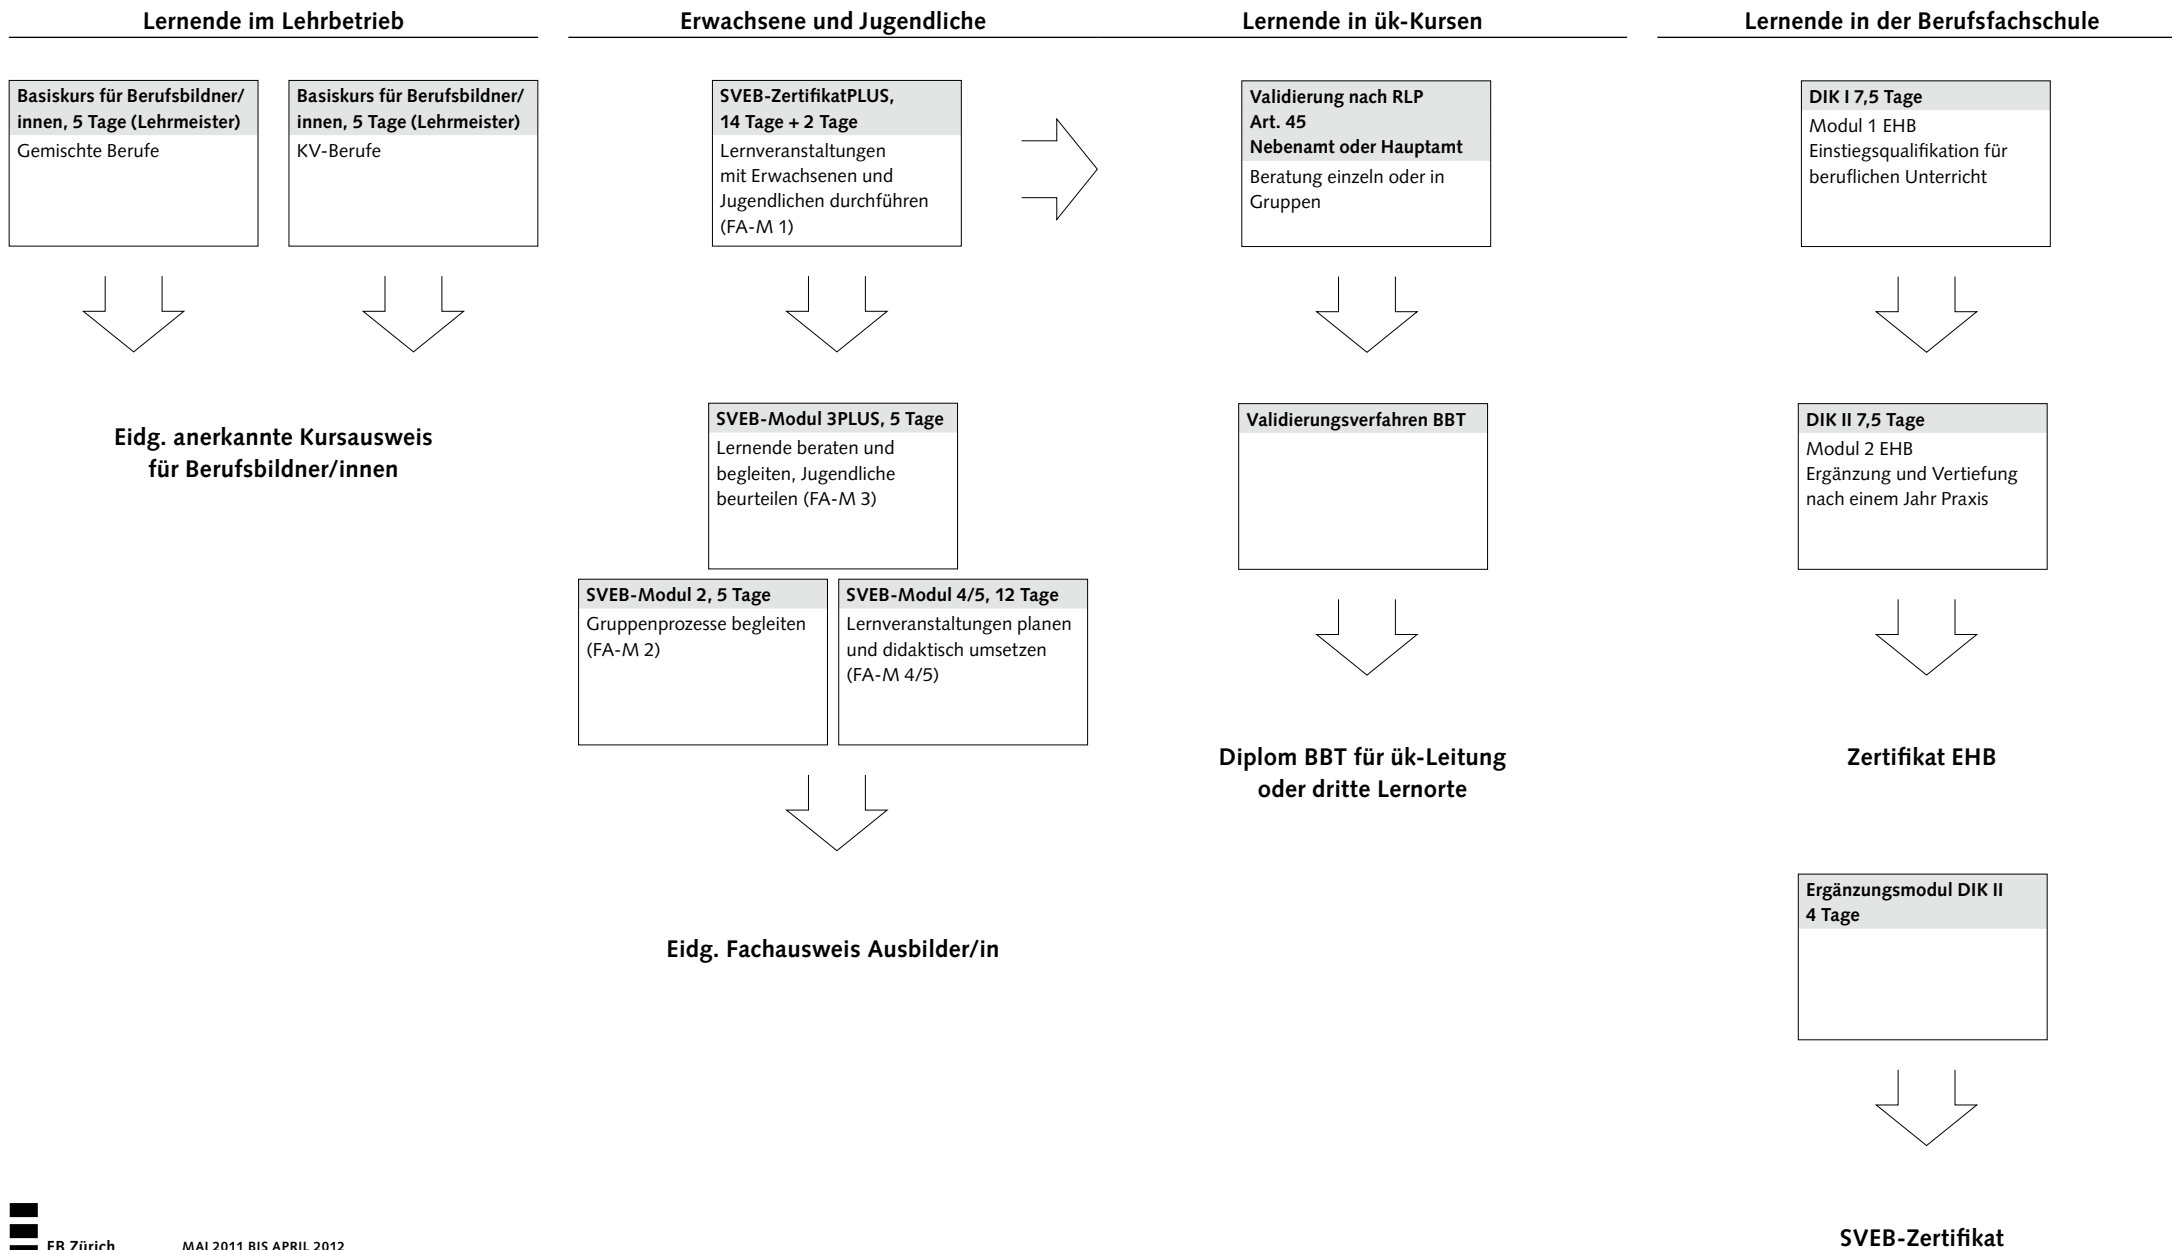 Lernende im Lehrbetrieb
Basiskurs für Berufsbildner/
innen, 5 Tage (Lehrmeister)
Gemischte Berufe
Basiskurs für Berufsbildner/
innen, 5 Tage (Lehrmeister)
KV-Berufe
Eidg. anerkannte Kursausweis
für Berufsbildner/innen
Erwachsene und Jugendliche
SVEB-ZertifikatPLUS,
14 Tage + 2 Tage
Lernveranstaltungen
mit Erwachsenen und
Jugendlichen durchführen
(FA-M 1)
SVEB-Modul 3PLUS, 5 Tage
Lernende beraten und
begleiten, Jugendliche
beurteilen (FA-M 3)
SVEB-Modul 2, 5 Tage
Gruppenprozesse begleiten
(FA-M 2)
SVEB-Modul 4/5, 12 Tage
Lernveranstaltungen planen
und didaktisch umsetzen
(FA-M 4/5)
Eidg. Fachausweis Ausbilder/in
Lernende in ük-Kursen
Validierung nach RLP
Art. 45
Nebenamt oder Hauptamt
Beratung einzeln oder in
Gruppen
Validierungsverfahren BBT
Diplom BBT für ük-Leitung
oder dritte Lernorte
Lernende in der Berufsfachschule
DIK I 7,5 Tage
Modul 1 EHB
Einstiegsqualifikation für
beruflichen Unterricht
DIK II 7,5 Tage
Modul 2 EHB
Ergänzung und Vertiefung
nach einem Jahr Praxis
Zertifikat EHB
Ergänzungsmodul DIK II
4 Tage
SVEB-Zertifikat
EB Zürich
MAI 2011 BIS APRIL 2012